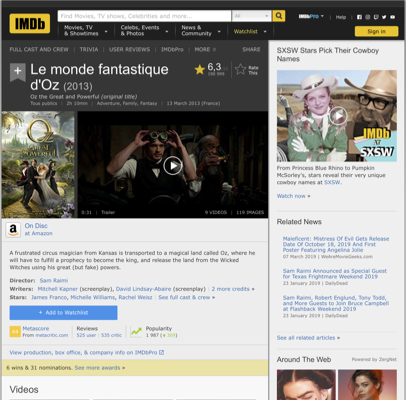 IMDb
Find Movies, TV shows, Celebrities and more...
All
IMDbPro
Help
Movies, TV & Showtimes
Celebs, Events & Photos
News & Community
Watchlist
Sign in
FULL CAST AND CREW | TRIVIA | USER REVIEWS | IMDbPro | MORE
SHARE
Le monde fantastique d'Oz (2013)
Oz the Great and Powerful (original title)
Tous publics | 2h 10min | Adventure, Family, Fantasy | 13 March 2013 (France)
6,3
Rate This
0:31 | Trailer
9 VIDEOS | 119 IMAGES
On Disc
at Amazon
A frustrated circus magician from Kansas is transported to a magical land called Oz, where he will have to fulfill a prophecy to become the king, and release the land from the Wicked Witches using his great (but fake) powers.
Director: Sam Raimi
Writers: Mitchell Kapner (screenplay), David Lindsay-Abaire (screenplay) | 2 more credits »
Stars: James Franco, Michelle Williams, Rachel Weisz | See full cast & crew »
+ Add to Watchlist
Metascore
From metacritic.com
Reviews
525 user | 535 critic
Popularity
View production, box office, & company info on IMDbPro
6 wins & 31 nominations. See more awards »
Videos
SXSW Stars Pick Their Cowboy Names
IMDb
at
SXSW
From Princess Blue Rhino to Pumpkin McSorley's, stars reveal their very unique cowboy names at SXSW.
Watch now »
Related News
Maleficent: Mistress Of Evil Gets Release Date Of October 18, 2019 And First Poster Featuring Angelina Jolie
07 March 2019 | WeAreMovieGeeks.com
Sam Raimi Announced as Special Guest for Texas Frightmare Weekend 2019
23 January 2019 | DailyDead
Sam Raimi, Robert Englund, Tony Todd, and More Guests to Join Bruce Campbell at Flashback Weekend 2019
23 January 2019 | DailyDead
See all related articles »
Around The Web
Powered by ZergNet